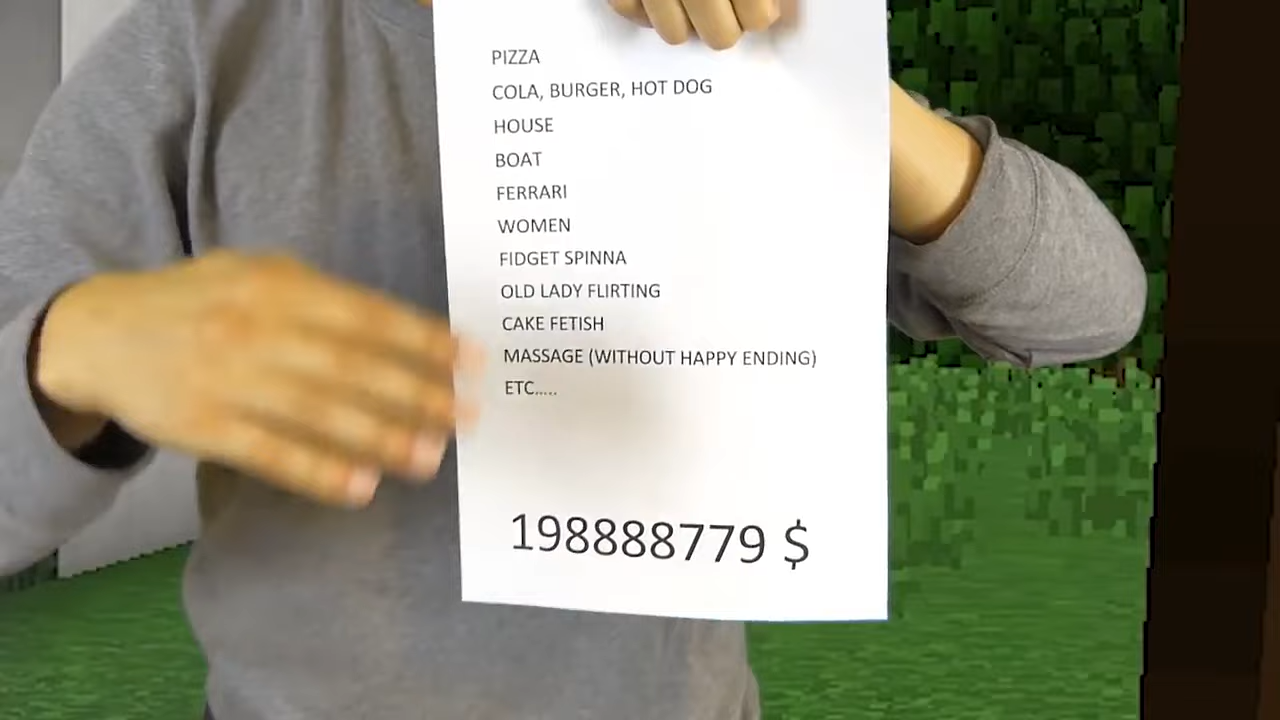 PIZZA
COLA, BURGER, HOT DOG
HOUSE
BOAT
FERRARI
WOMEN
FIDGET SPINNA
OLD LADY FLIRTING
CAKE FETISH
MASSAGE (WITHOUT HAPPY ENDING)
ETC.....
198888779 $